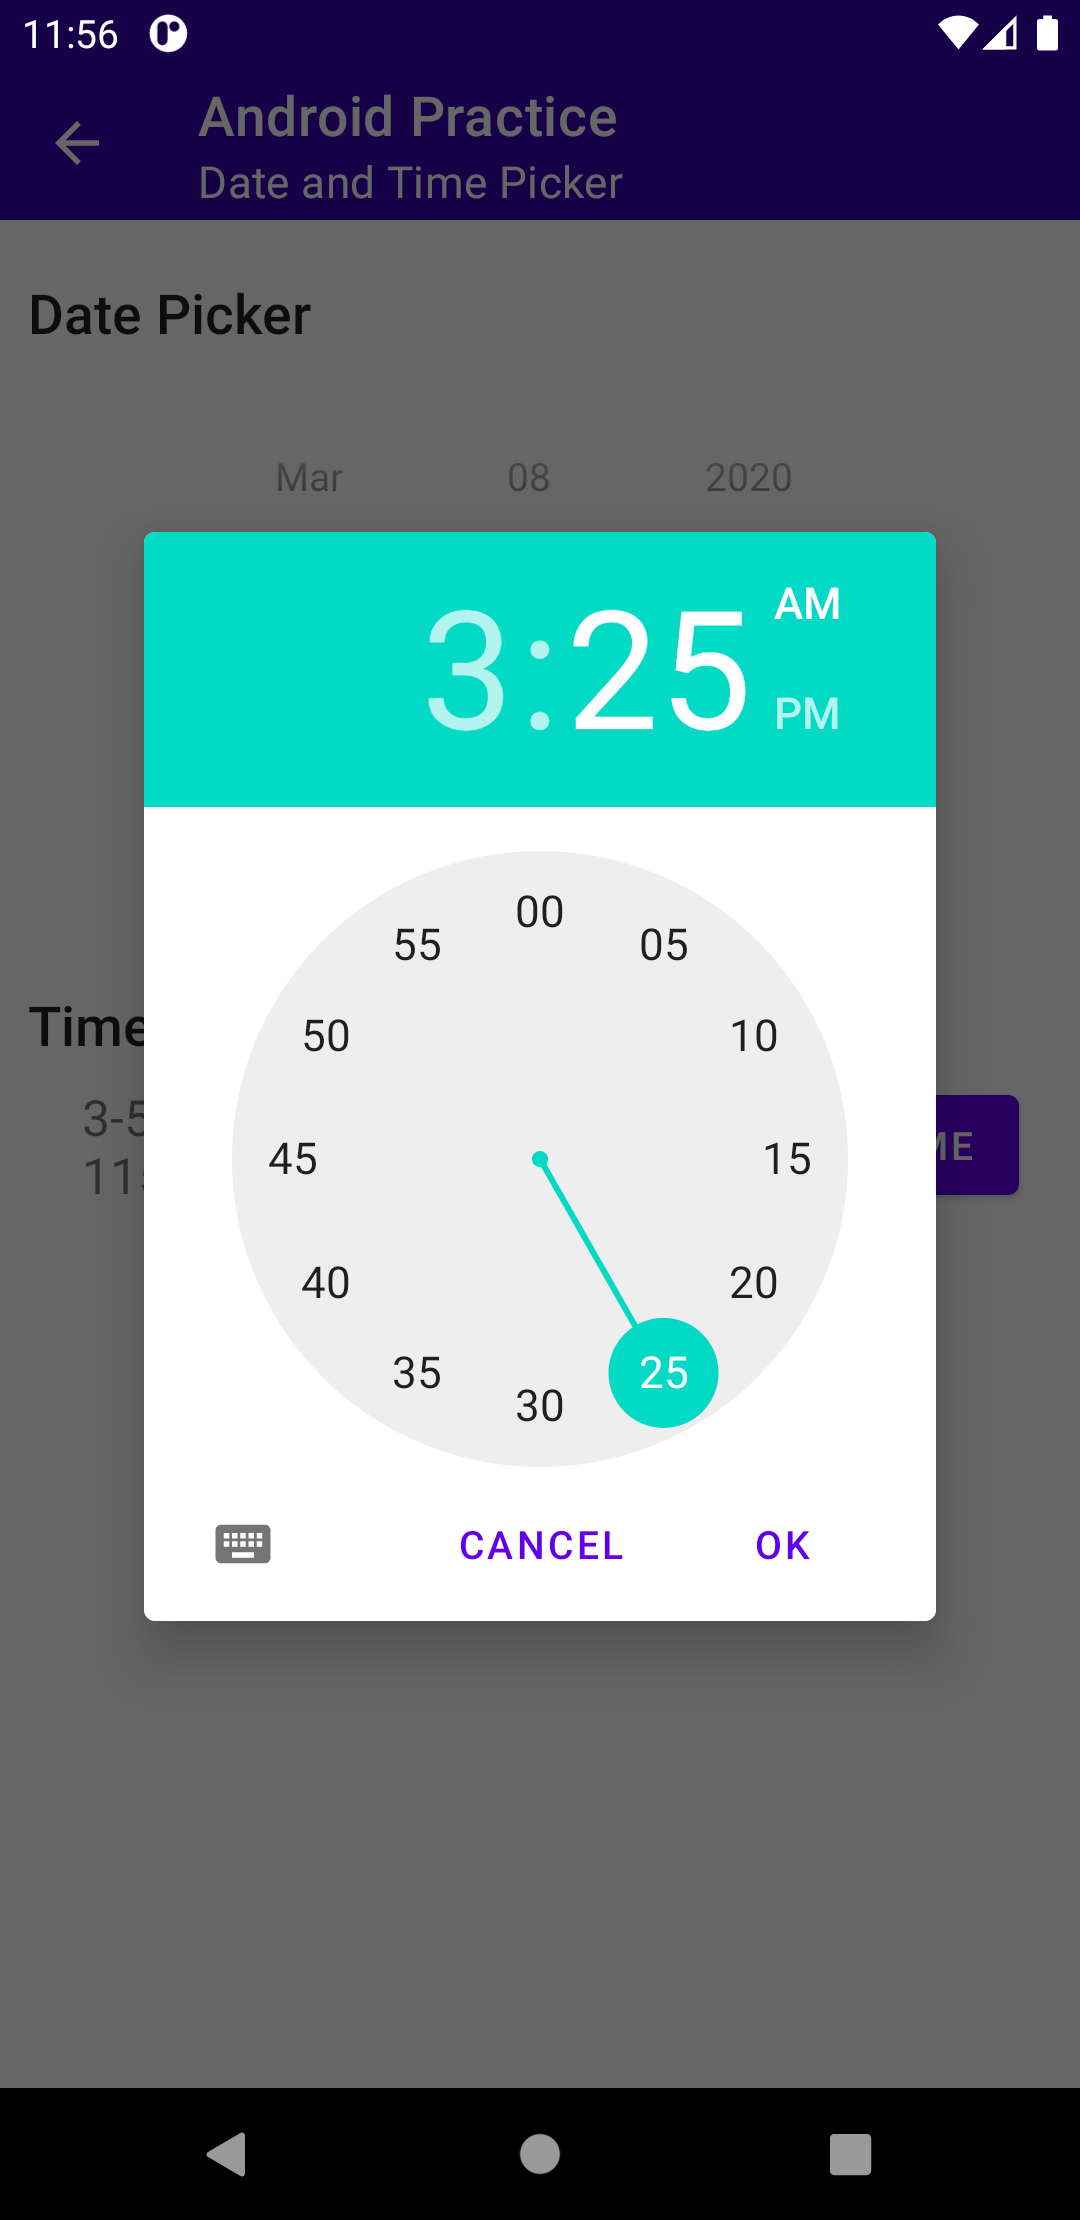 11:56
Android Practice
Date and Time Picker
Date Picker
Mar 08 2020
3:25
AM
PM
00
55 05
50 10
45 15
40 20
35 25
30
Time
3-5
11
ME
CANCEL OK